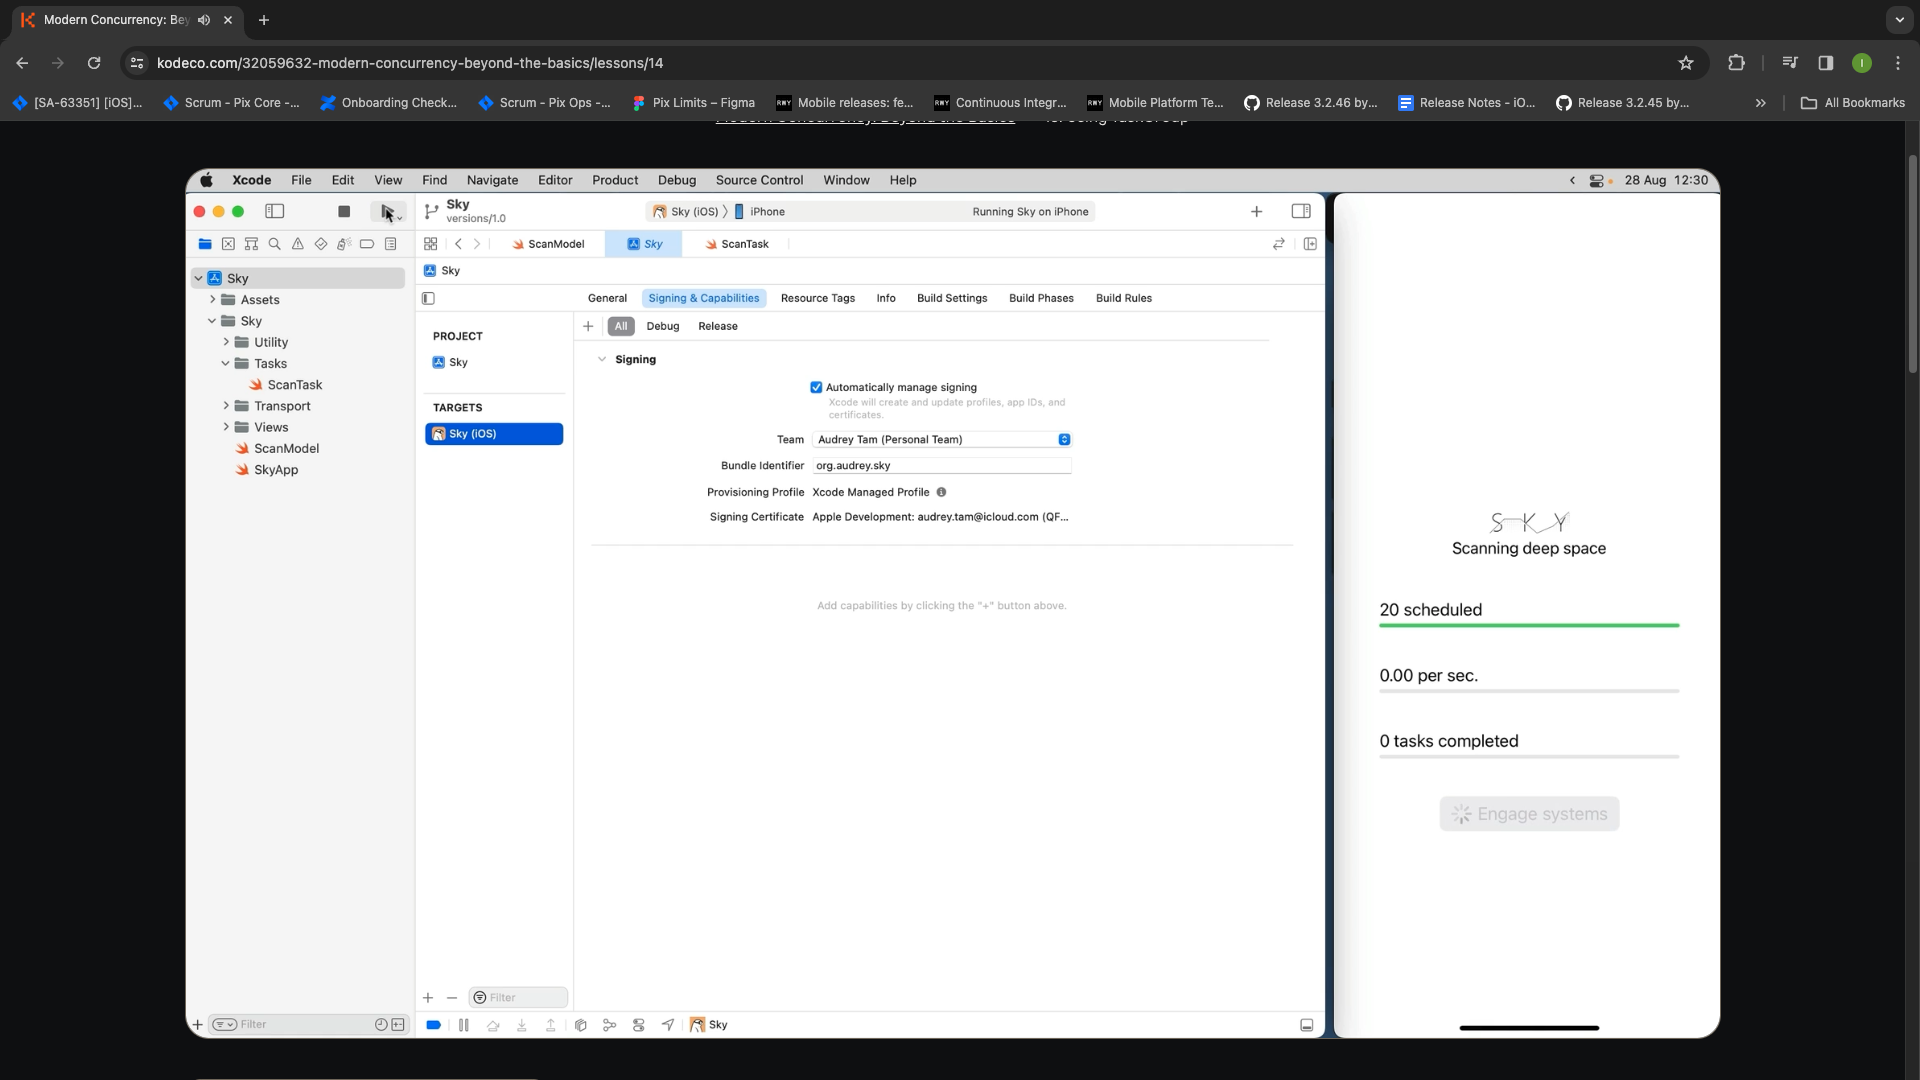 Modern Concurrency: Bey
kodeco.com/32059632-modern-concurrency-beyond-the-basics/lessons/14
I
[SA-63351] [iOS]...
Scrum - Pix Core -...
Onboarding Check...
Scrum - Pix Ops -...
Pix Limits – Figma
RWY Mobile releases: fe...
RWY Continuous Integr...
RWY Mobile Platform Te...
Release 3.2.46 by...
Release Notes - iO...
Release 3.2.45 by...
All Bookmarks
Modern Concurrency: Beyond the Basics
Xcode File Edit View Find Navigate Editor Product Debug Source Control Window Help
28 Aug 12:30
Sky
versions/1.0
Sky (iOS) 〉 iPhone
Running Sky on iPhone
ScanModel
Sky
ScanTask
Sky
General
Signing & Capabilities
Resource Tags
Info
Build Settings
Build Phases
Build Rules
Sky
Assets
Sky
Utility
Tasks
ScanTask
Transport
Views
ScanModel
SkyApp
Filter
PROJECT
Sky
TARGETS
Sky (iOS)
Filter
All
Debug
Release
Signing
Automatically manage signing
Xcode will create and update profiles, app IDs, and
certificates.
Team Audrey Tam (Personal Team)
Bundle Identifier org.audrey.sky
Provisioning Profile Xcode Managed Profile
Signing Certificate Apple Development: audrey.tam@icloud.com (QF...
Add capabilities by clicking the "+" button above.
Sky
S K Y
Scanning deep space
20 scheduled
0.00 per sec.
0 tasks completed
Engage systems